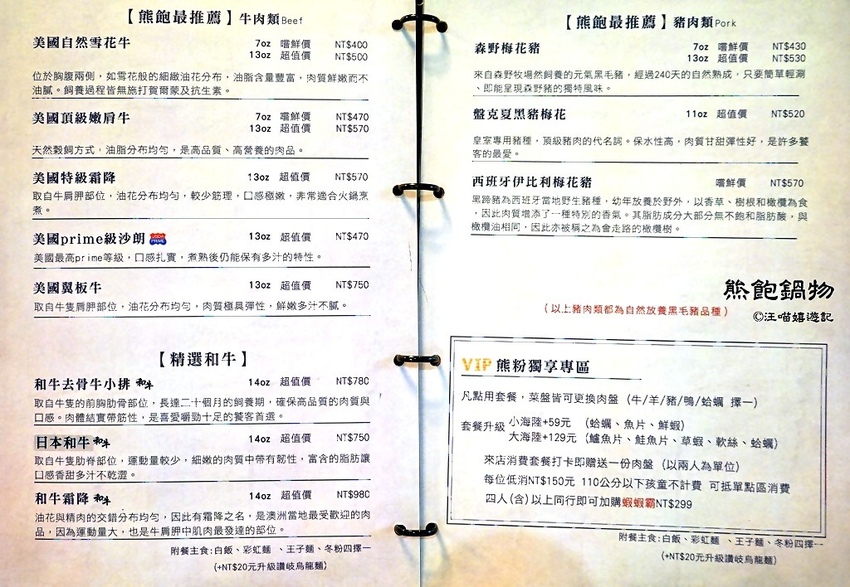 【熊飽最推薦】牛肉類Beef
美國自然雪花牛 7oz 嚐鮮價 NT$400
13oz 超值價 NT$500
位於胸腹兩側，如雪花般的細緻油花分布，油脂含量豐富，肉質鮮嫩而不
油膩。飼養過程皆無施打賀爾蒙及抗生素。
美國頂級嫩肩牛 7oz 嚐鮮價 NT$470
13oz 超值價 NT$570
天然穀飼方式，油脂分布均勻，是高品質、高營養的肉品。
美國特級霜降 13oz 超值價 NT$570
取自牛肩胛部位，油花分布均勻，較少筋理，口感極嫩，非常適合火鍋烹
煮。
美國prime級沙朗 13oz 超值價 NT$470
美國最高prime等級，口感扎實，煮熟後仍能保有多汁的特性。
美國翼板牛 13oz 超值價 NT$750
取自牛隻肩胛部位，油花分布均勻，肉質極具彈性，鮮嫩多汁不膩。
【精選和牛】
和牛去骨牛小排 和牛 14oz 超值價 NT$780
取自牛隻的前胸肋骨部位，長達二十個月的飼養期，確保高品質的肉質與
口感。肉體結實帶筋性，是喜愛嚼勁十足的饕客首選。
日本和牛 和牛 14oz 超值價 NT$750
取自牛隻肋脊部位，運動量較少，細嫩的肉質中帶有韌性，富含的脂肪讓
口感香甜多汁不乾澀。
和牛霜降 和牛 14oz 超值價 NT$980
油花與精肉的交錯分布均勻，因此有霜降之名，是澳洲當地最受歡迎的肉
品，因為運動量大，也是牛肩胛中肌肉最發達的部位。
附餐主食:白飯、彩虹麵、王子麵、冬粉四擇一
(+NT$20元升級讚岐烏龍麵)
【熊飽最推薦】豬肉類Pork
森野梅花豬 7oz 嚐鮮價 NT$430
13oz 超值價 NT$530
來自森野牧場然飼養的元氣黑毛豬，經過240天的自然熟成，只要簡單輕涮
、即能呈現森野豬的獨特風味。
盤克夏黑豬梅花 11oz 超值價 NT$520
皇室專用豬種，頂級豬肉的代名詞。保水性高，肉質甘甜彈性好，是許多饕
客的最愛。
西班牙伊比利梅花豬 嚐鮮價 NT$570
黑蹄豬為西班牙當地野生豬種，幼年放養於野外，以香草、樹根和橄欖為食
，因此肉質增添了一種特別的香氣。其脂肪成分大部分無不飽和脂肪酸，與
橄欖油相同，因此亦被稱之為會走路的橄欖樹。
熊飽鍋物
(以上豬肉類都為自然放養黑毛豬品種)
©汪喵嬉遊記
VIP 熊粉獨享專區
凡點用套餐，菜盤皆可更換肉盤 (牛/羊/豬/鴨/蛤蠣 擇一)
套餐升級 小海陸+59元 (蛤蠣、魚片、鮮蝦)
大海陸+129元 (鱸魚片、鮭魚片、草蝦、軟絲、蛤蠣)
來店消費套餐打卡即贈送一份肉盤 (以兩人為單位)
每位低消NT$150元 110公分以下孩童不計費 可抵單點區消費
四人(含)以上同行即可加購蝦蝦霸NT$299
附餐主食:白飯、彩虹麵、王子麵、冬粉四擇一
(+NT$20元升級讚岐烏龍麵)